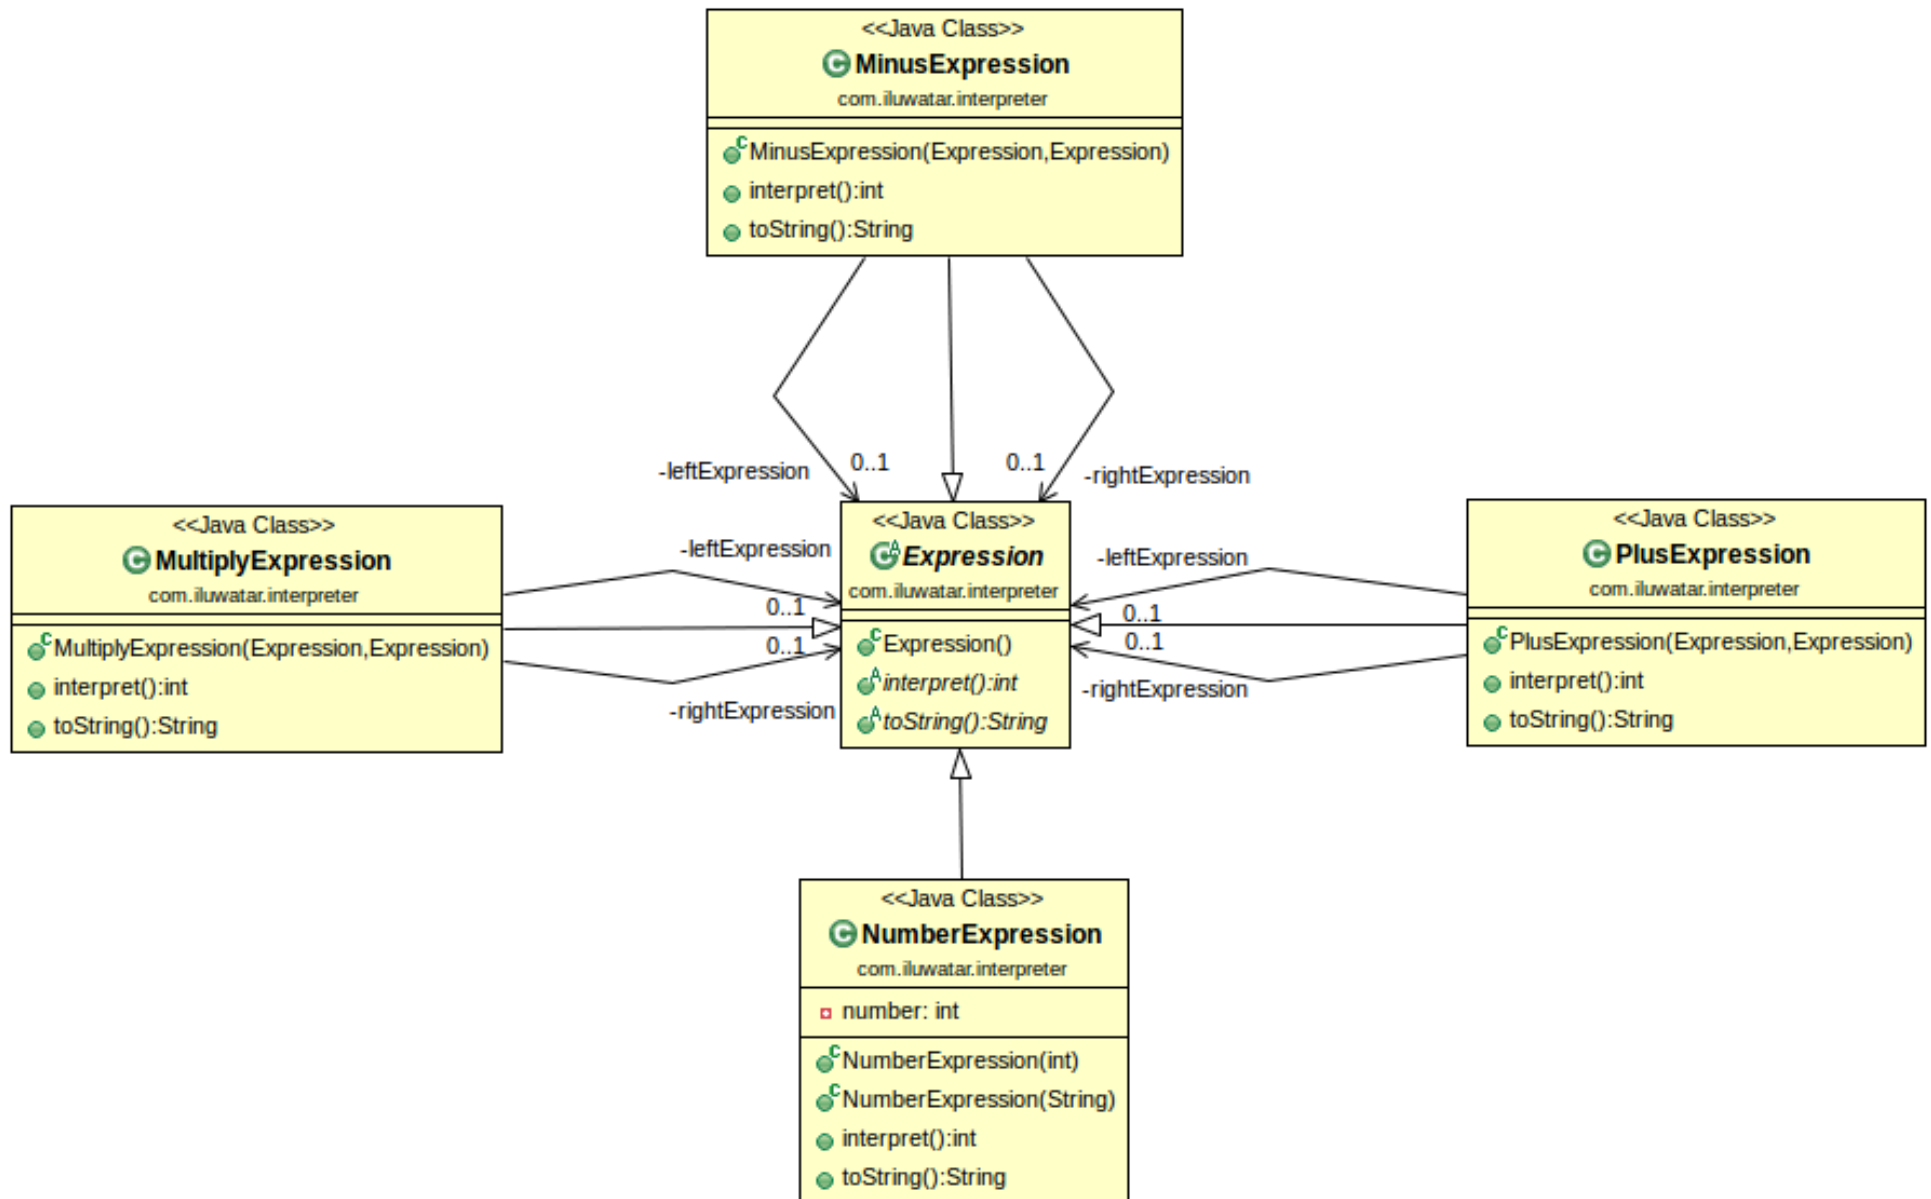 <<Java Class>>
MinusExpression
com.iluwatar.interpreter
MinusExpression(Expression,Expression)
interpret():int
toString():String
-leftExpression
0..1
0..1
-rightExpression
<<Java Class>>
MultiplyExpression
com.iluwatar.interpreter
MultiplyExpression(Expression,Expression)
interpret():int
toString():String
-leftExpression
0..1
0..1
-rightExpression
<<Java Class>>
Expression
com.iluwatar.interpreter
Expression()
interpret():int
toString():String
-leftExpression
0..1
0..1
-rightExpression
<<Java Class>>
PlusExpression
com.iluwatar.interpreter
PlusExpression(Expression,Expression)
interpret():int
toString():String
<<Java Class>>
NumberExpression
com.iluwatar.interpreter
number: int
NumberExpression(int)
NumberExpression(String)
interpret():int
toString():String